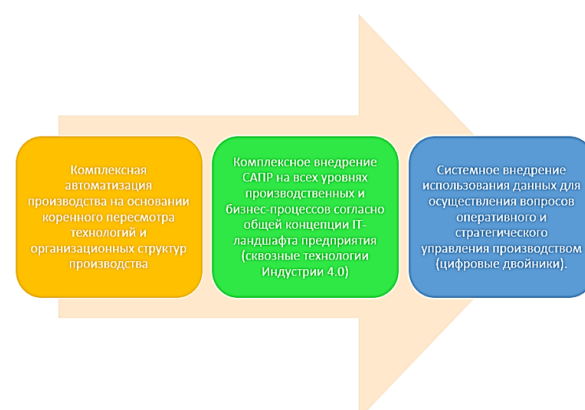 Комплексная
автоматизация
производства на основании
коренного пересмотра
технологий и
организационных структур
производства
Комплексное внедрение
САПР на всех уровнях
производственных и
бизнес-процессов согласно
общей концепции IT-
ландшафта предприятия
(сквозные технологии
Индустрии 4.0)
Системное внедрение
использования данных для
осуществления вопросов
оперативного и
стратегического
управления производством
(цифровые двойники).